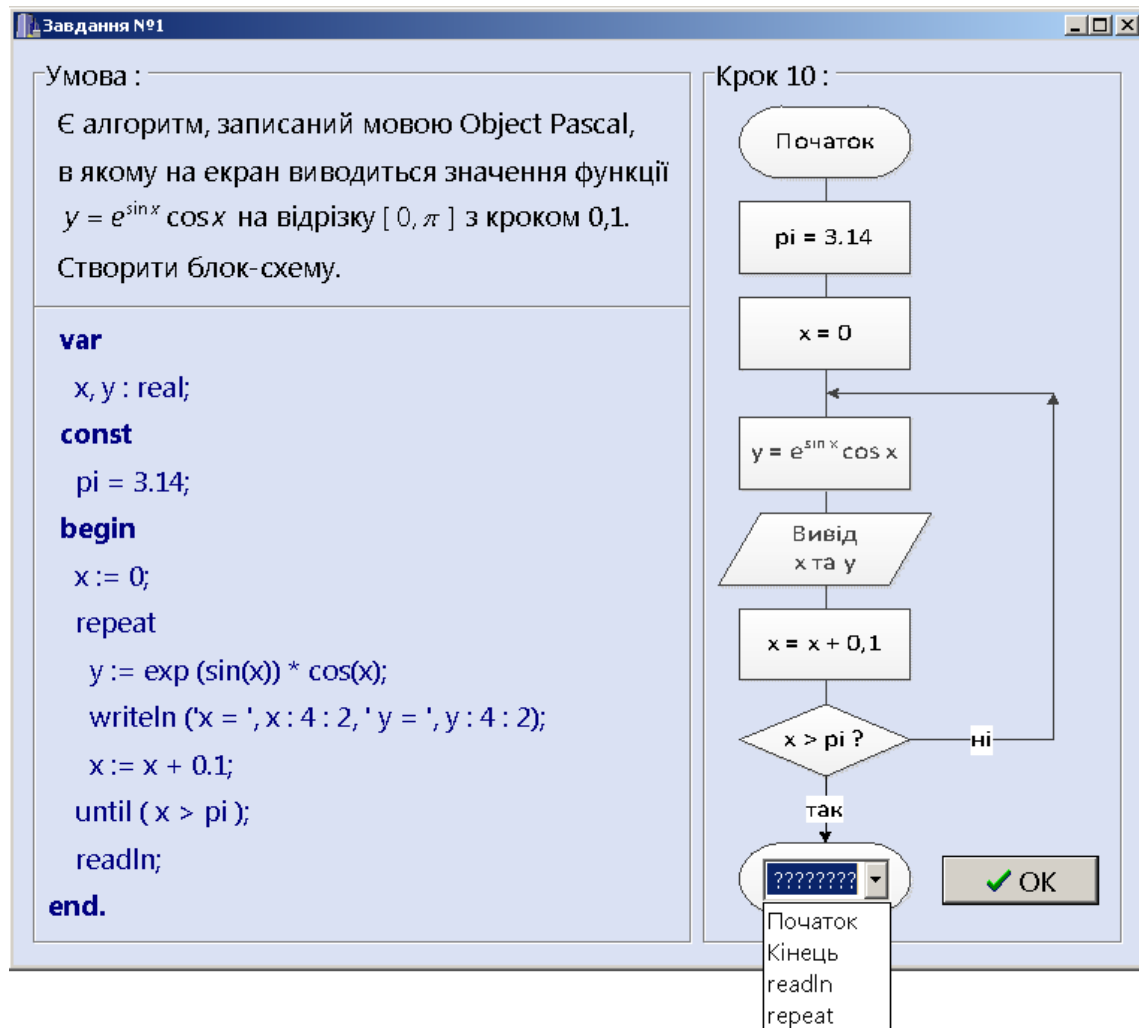 Завдання №1
Умова :
Є алгоритм, записаний мовою Object Pascal,
в якому на екран виводиться значення функції
y = e^sin x cos x на відрізку [ 0, π ] з кроком 0,1.
Створити блок-схему.
var
x, y : real;
const
pi = 3.14;
begin
x := 0;
repeat
y := exp (sin(x)) * cos(x);
writeln ('x = ', x : 4 : 2, ' y = ', y : 4 : 2);
x := x + 0.1;
until ( x > pi );
readln;
end.
Крок 10 :
Початок
pi = 3.14
x = 0
y = e^sin x cos x
Вивід
x та y
x = x + 0,1
x > pi ?
ні
так
????????
OK
Початок
Кінець
readln
repeat